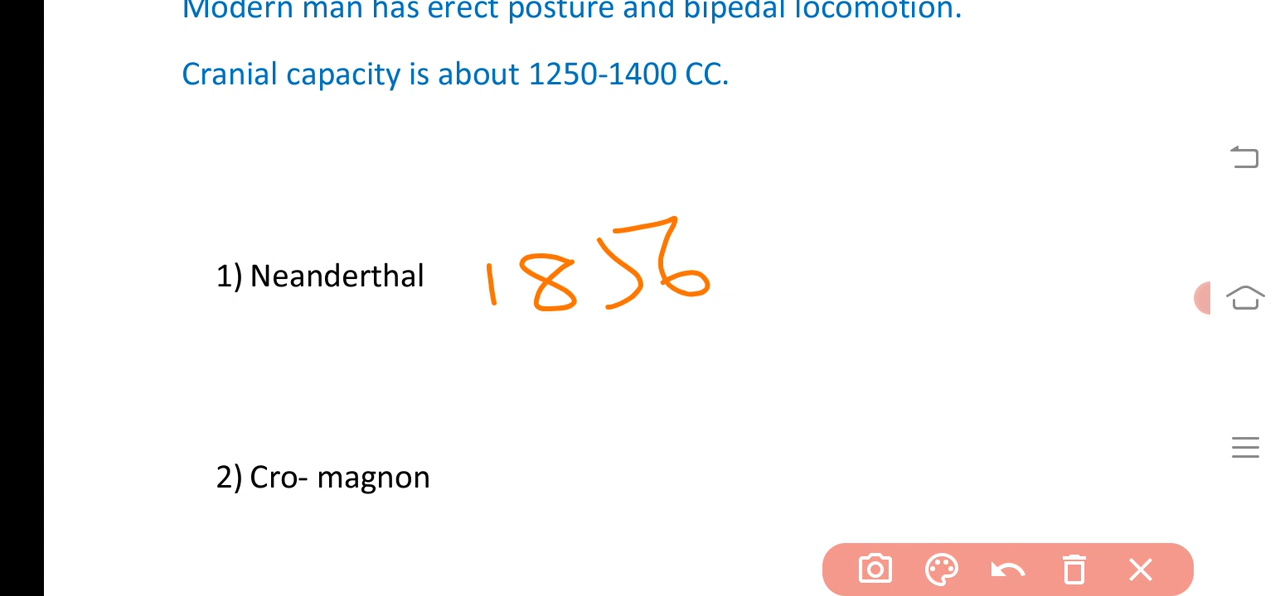 Modern man has erect posture and bipedal locomotion.
Cranial capacity is about 1250-1400 CC.
1) Neanderthal 1856
2) Cro- magnon